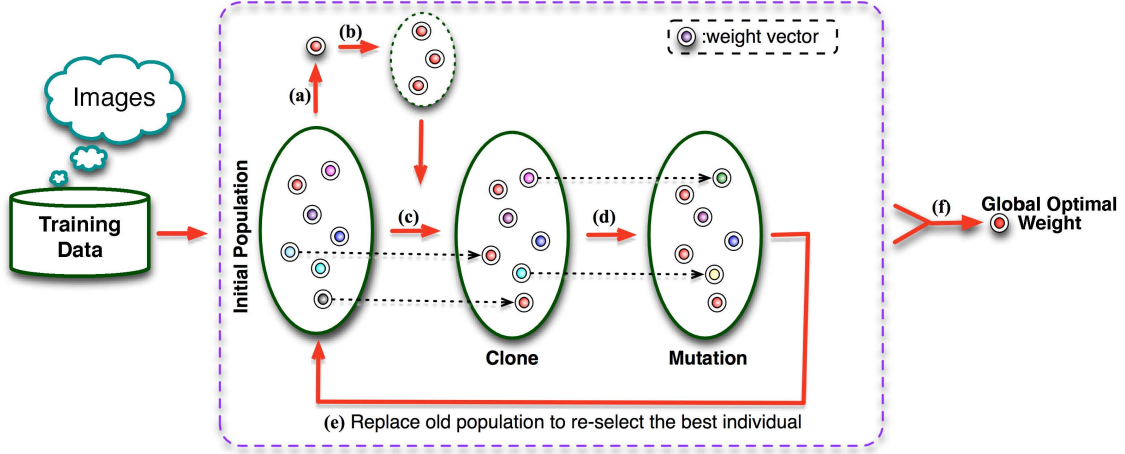 Images
Training
Data
Initial Population
(a)
(b)
:weight vector
(c)
(d)
Clone
Mutation
(e) Replace old population to re-select the best individual
(f)
Global Optimal
Weight